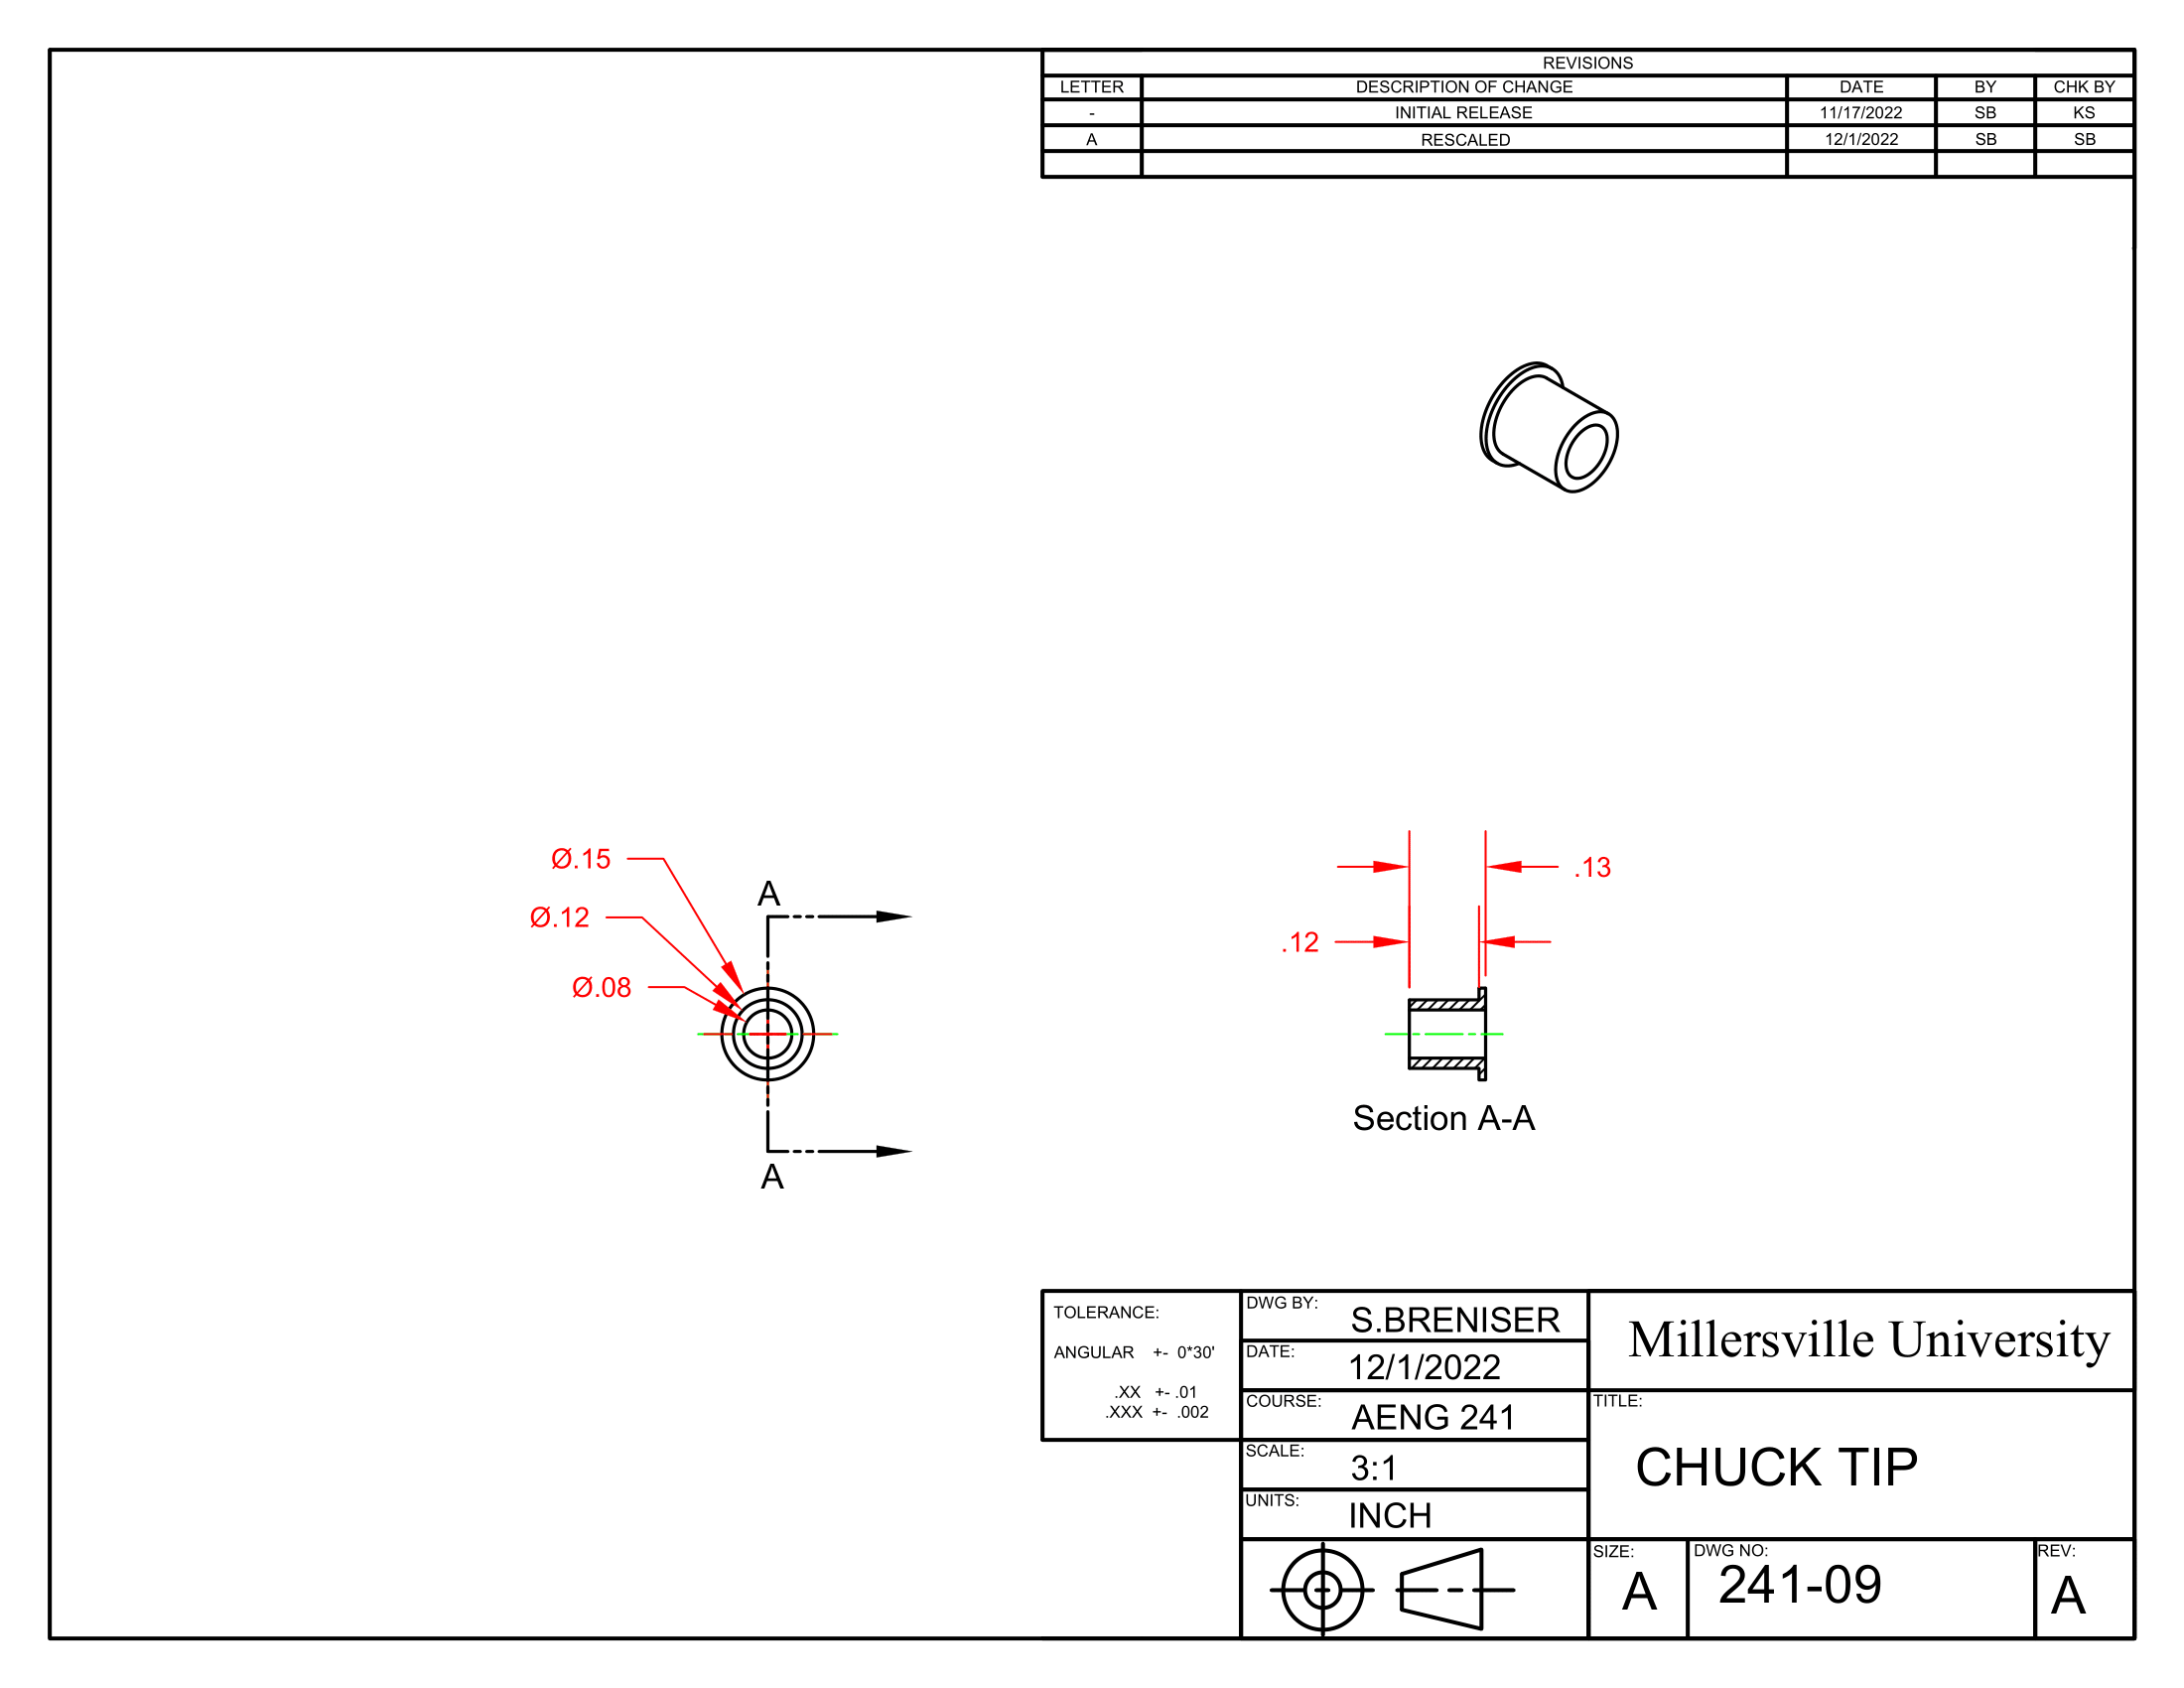 REVISIONS
LETTER DESCRIPTION OF CHANGE DATE BY CHK BY
- INITIAL RELEASE 11/17/2022 SB KS
A RESCALED 12/1/2022 SB SB
Ø.15
Ø.12
Ø.08
A
A
.13
.12
Section A-A
TOLERANCE:
ANGULAR +- 0*30'
.XX +- .01
.XXX +- .002
DWG BY: S.BRENISER
DATE: 12/1/2022
COURSE: AENG 241
SCALE: 3:1
UNITS: INCH
Millersville University
TITLE:
CHUCK TIP
SIZE: A
DWG NO: 241-09
REV: A